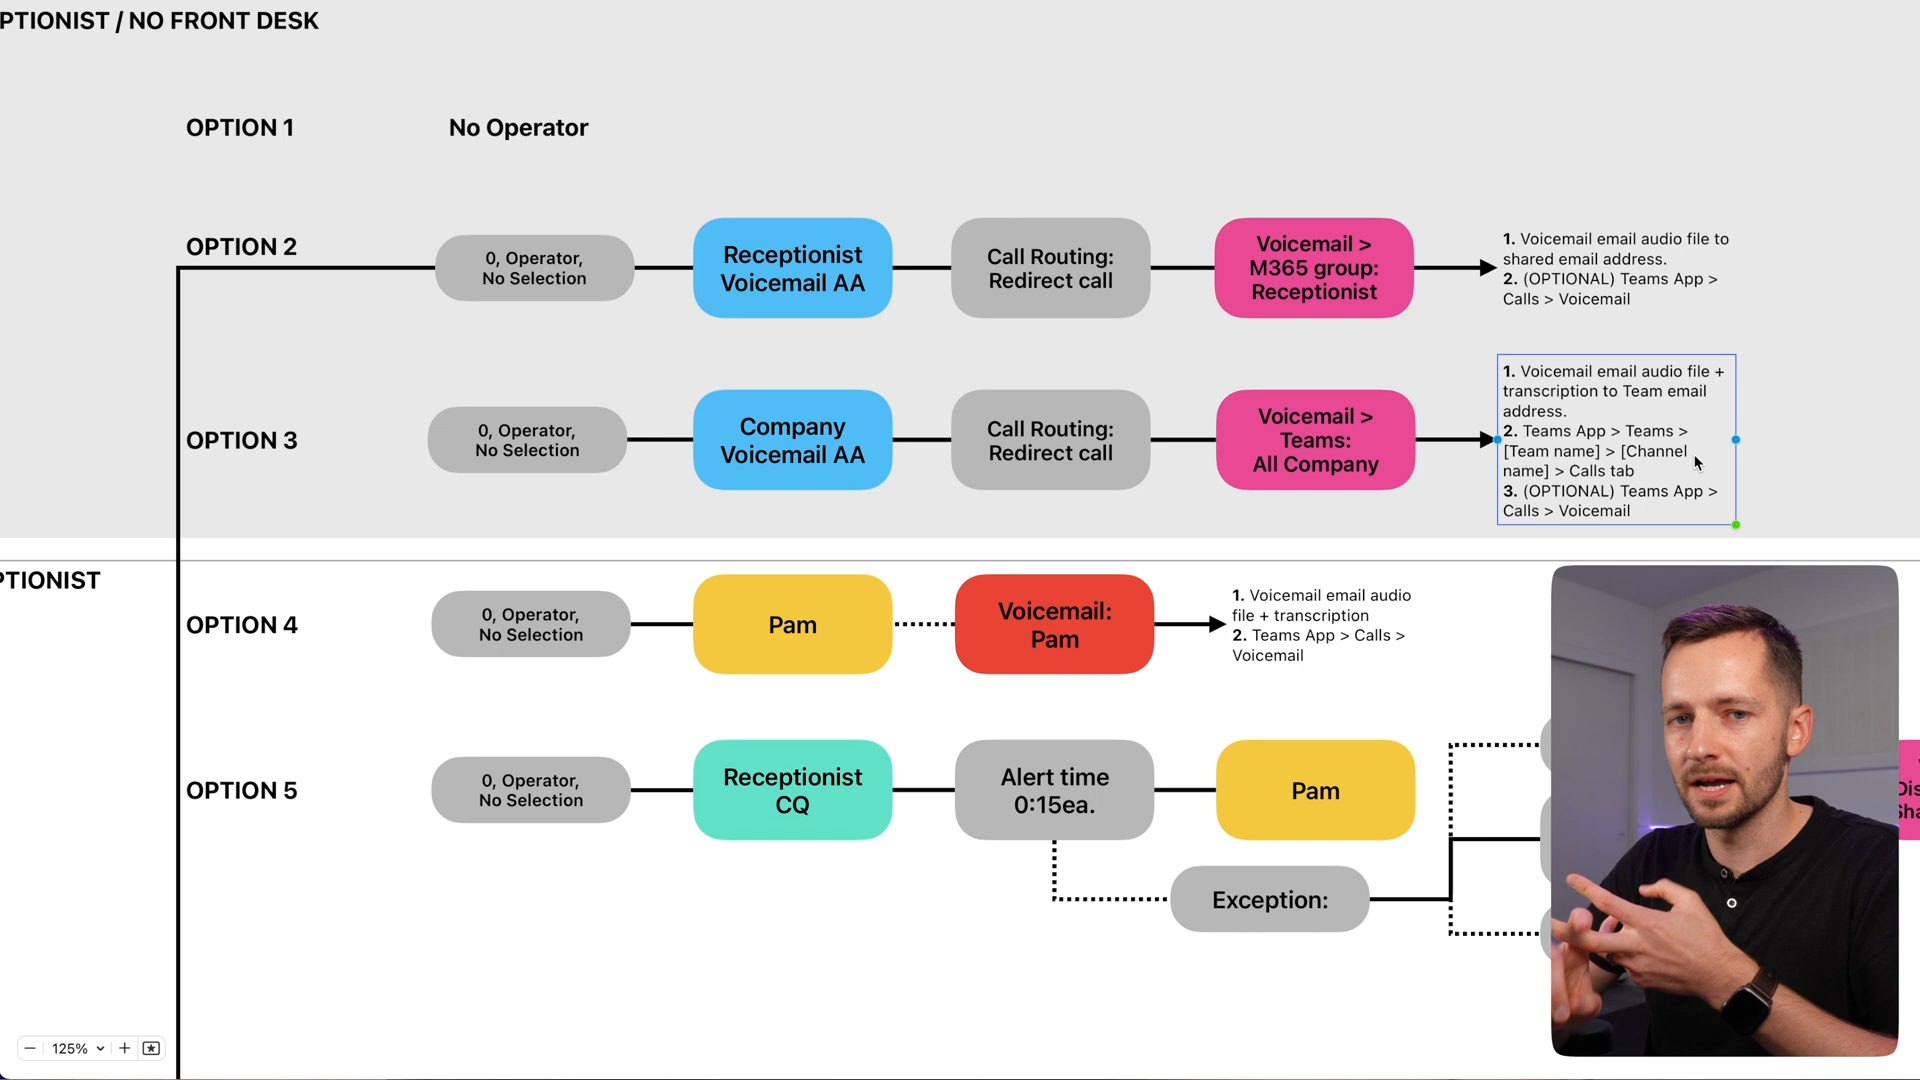 PTIONIST / NO FRONT DESK
OPTION 1
No Operator
OPTION 2
0, Operator,
No Selection
Receptionist
Voicemail AA
Call Routing:
Redirect call
Voicemail >
M365 group:
Receptionist
1. Voicemail email audio file to
shared email address.
2. (OPTIONAL) Teams App >
Calls > Voicemail
OPTION 3
0, Operator,
No Selection
Company
Voicemail AA
Call Routing:
Redirect call
Voicemail >
Teams:
All Company
1. Voicemail email audio file +
transcription to Team email
address.
2. Teams App > Teams >
[Team name] > [Channel
name] > Calls tab
3. (OPTIONAL) Teams App >
Calls > Voicemail
PTIONIST
OPTION 4
0, Operator,
No Selection
Pam
Voicemail:
Pam
1. Voicemail email audio
file + transcription
2. Teams App > Calls >
Voicemail
OPTION 5
0, Operator,
No Selection
Receptionist
CQ
Alert time
0:15ea.
Pam
Exception:
Dis
Sha
125%